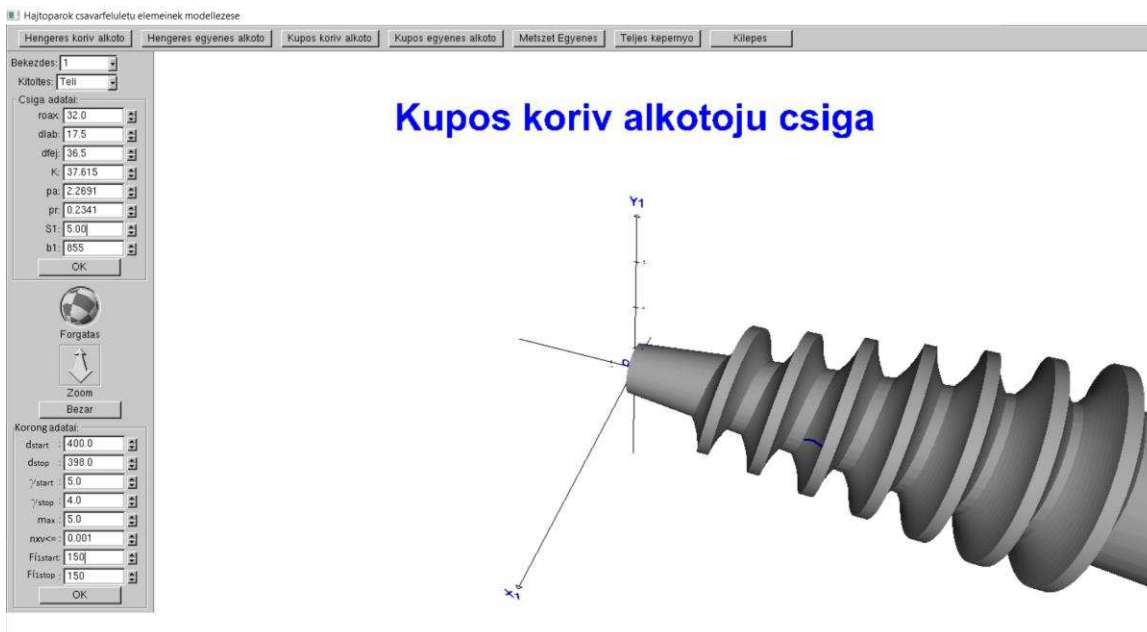 Hajtoparok csavarfeluletu elemeinek modellezese
Hengeres koriv alkoto Hengeres egyenes alkoto Kupos koriv alkoto Kupos egyenes alkoto Metszet Egyenes Teljes kepernyo Kilepes
Bekezdes: 1
Kitoltes: Teli
Csiga adatai:
roax: 32.0
dlab: 17.5
dfej: 36.5
K: 37.615
pa: 2.2691
pr: 0.2341
S1: 5.00
b1: 855
OK
Forgatas
Zoom
Bezar
Korong adatai:
dstart : 400.0
dstop : 398.0
γstart : 5.0
γstop : 4.0
max : 5.0
nxv<= : 0.001
Fi1start: 150
Fi1stop : 150
OK
Kupos koriv alkotoju csiga
Y1
X1